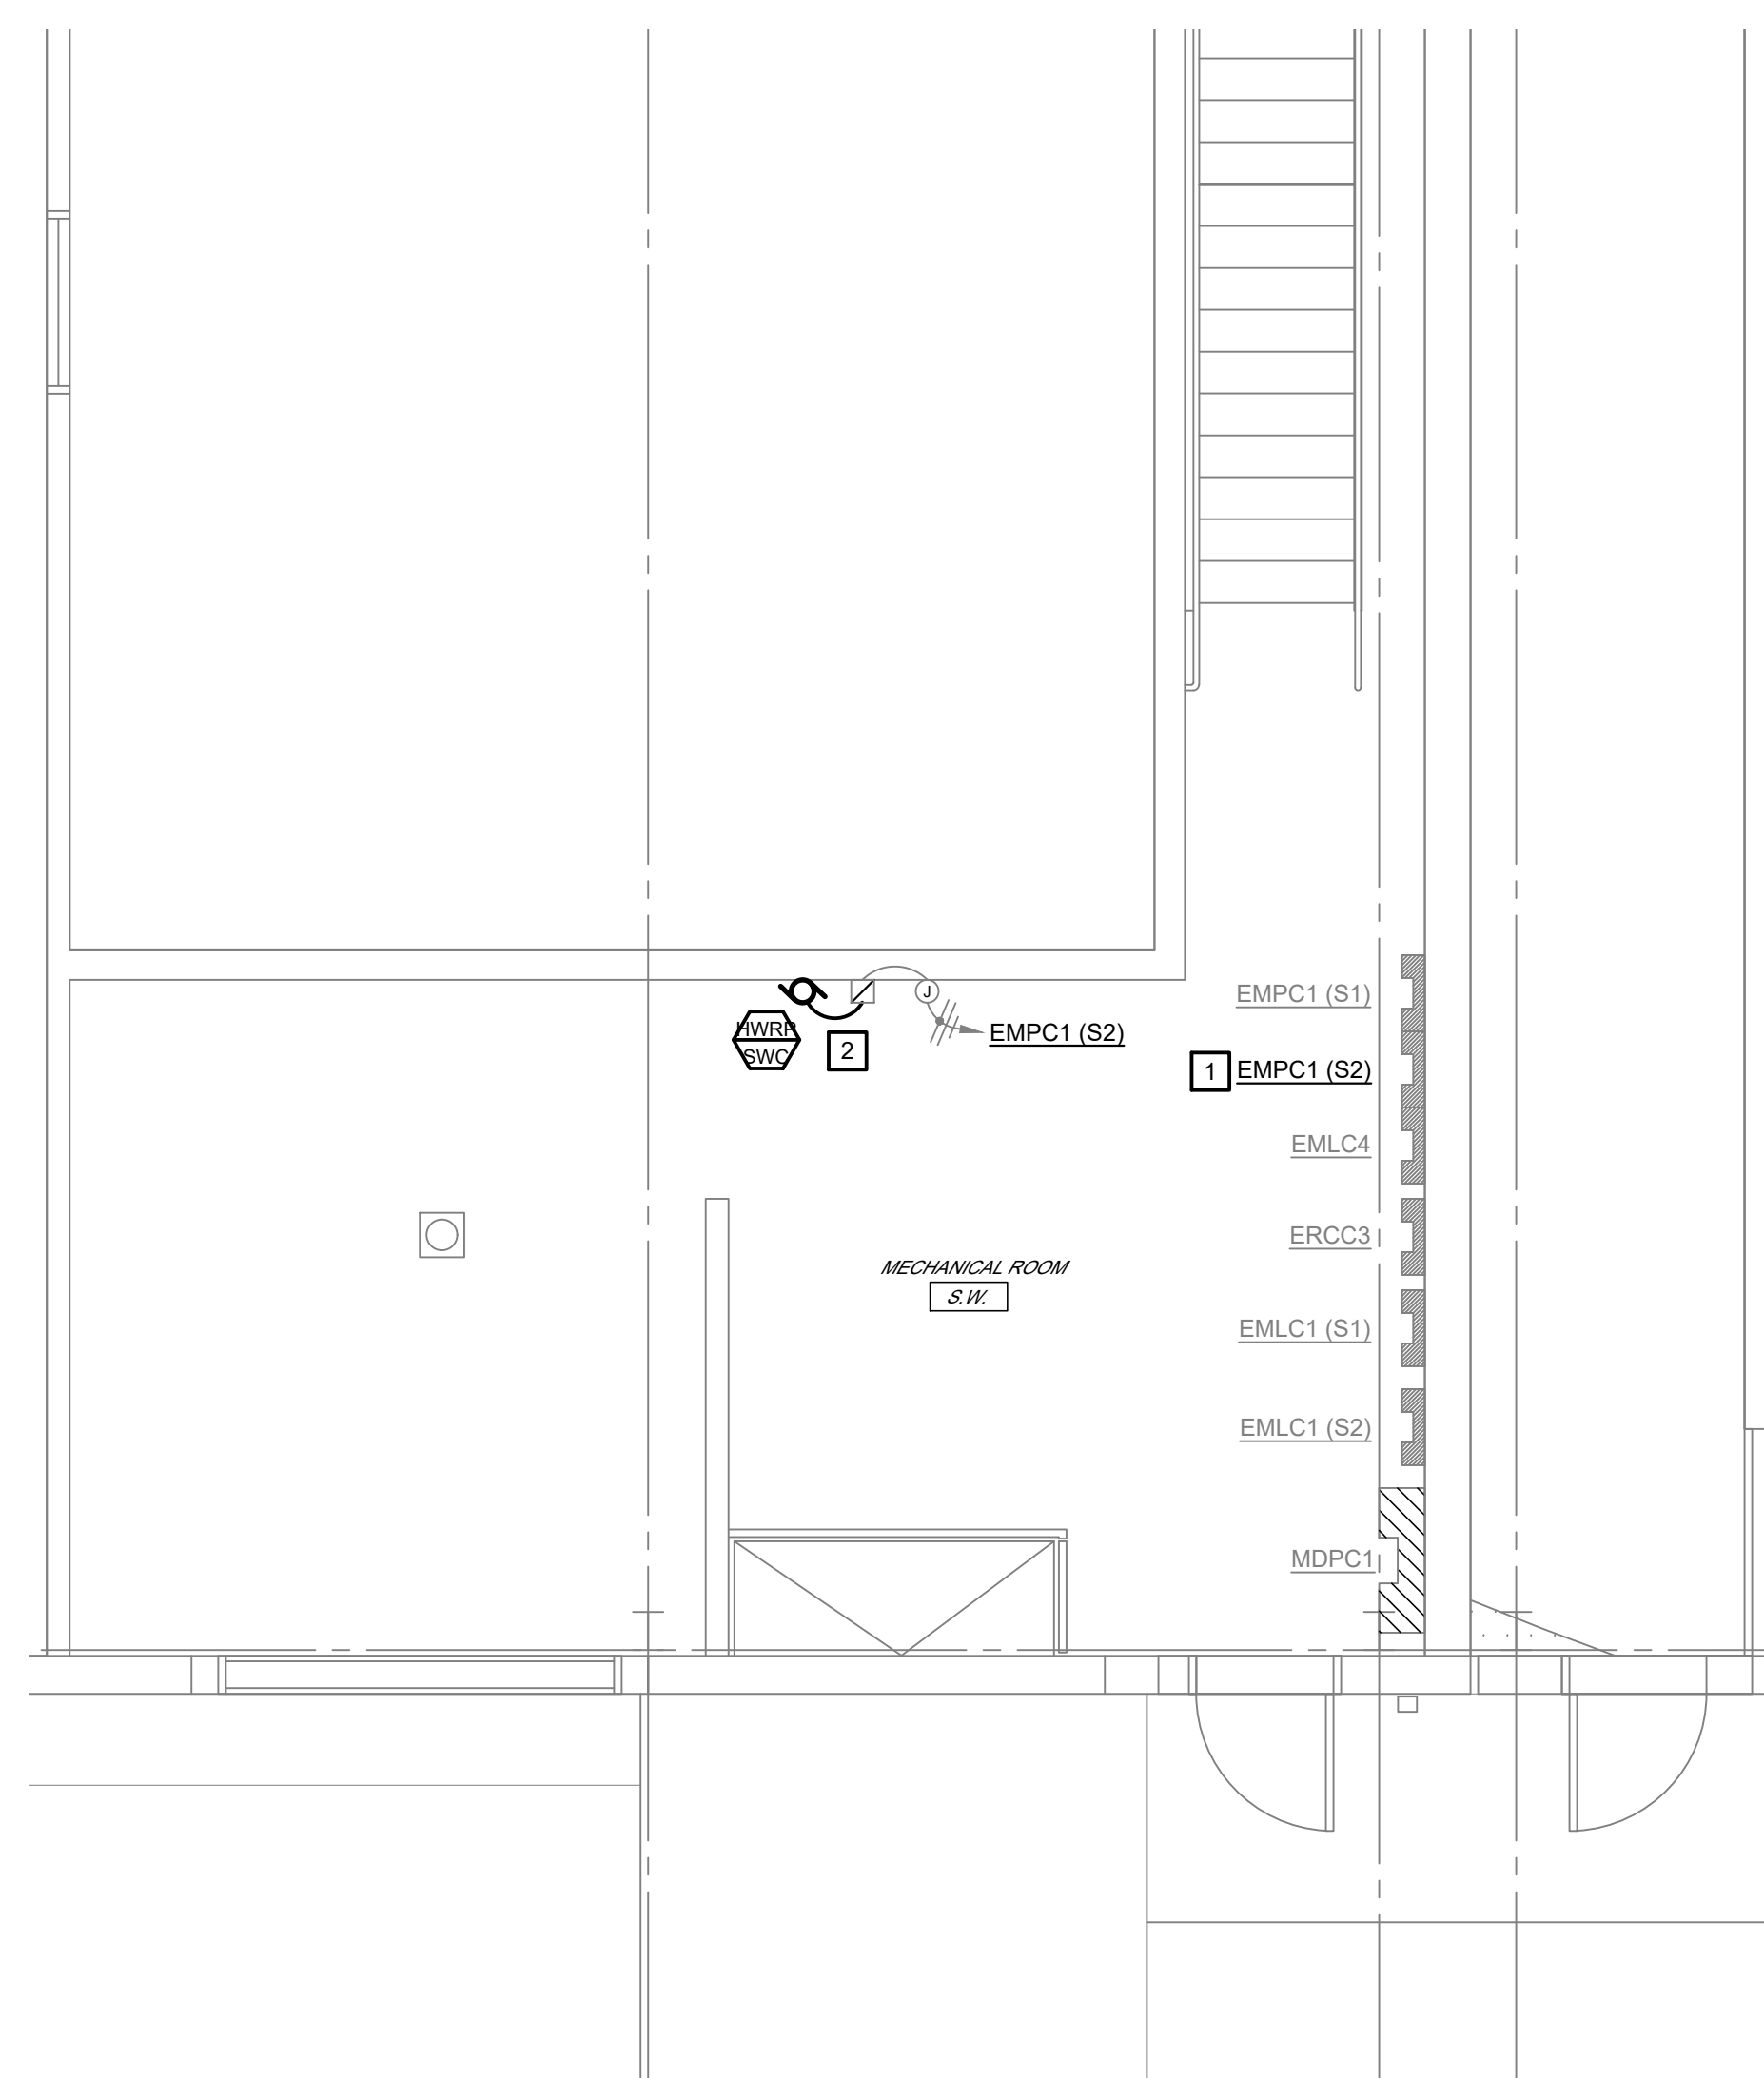 EMPC1 (S1)
J
HWRP
SWC
2
EMPC1 (S2)
1
EMPC1 (S2)
EMLC4
ERCC3
MECHANICAL ROOM
S.W.
EMLC1 (S1)
EMLC1 (S2)
MDPC1